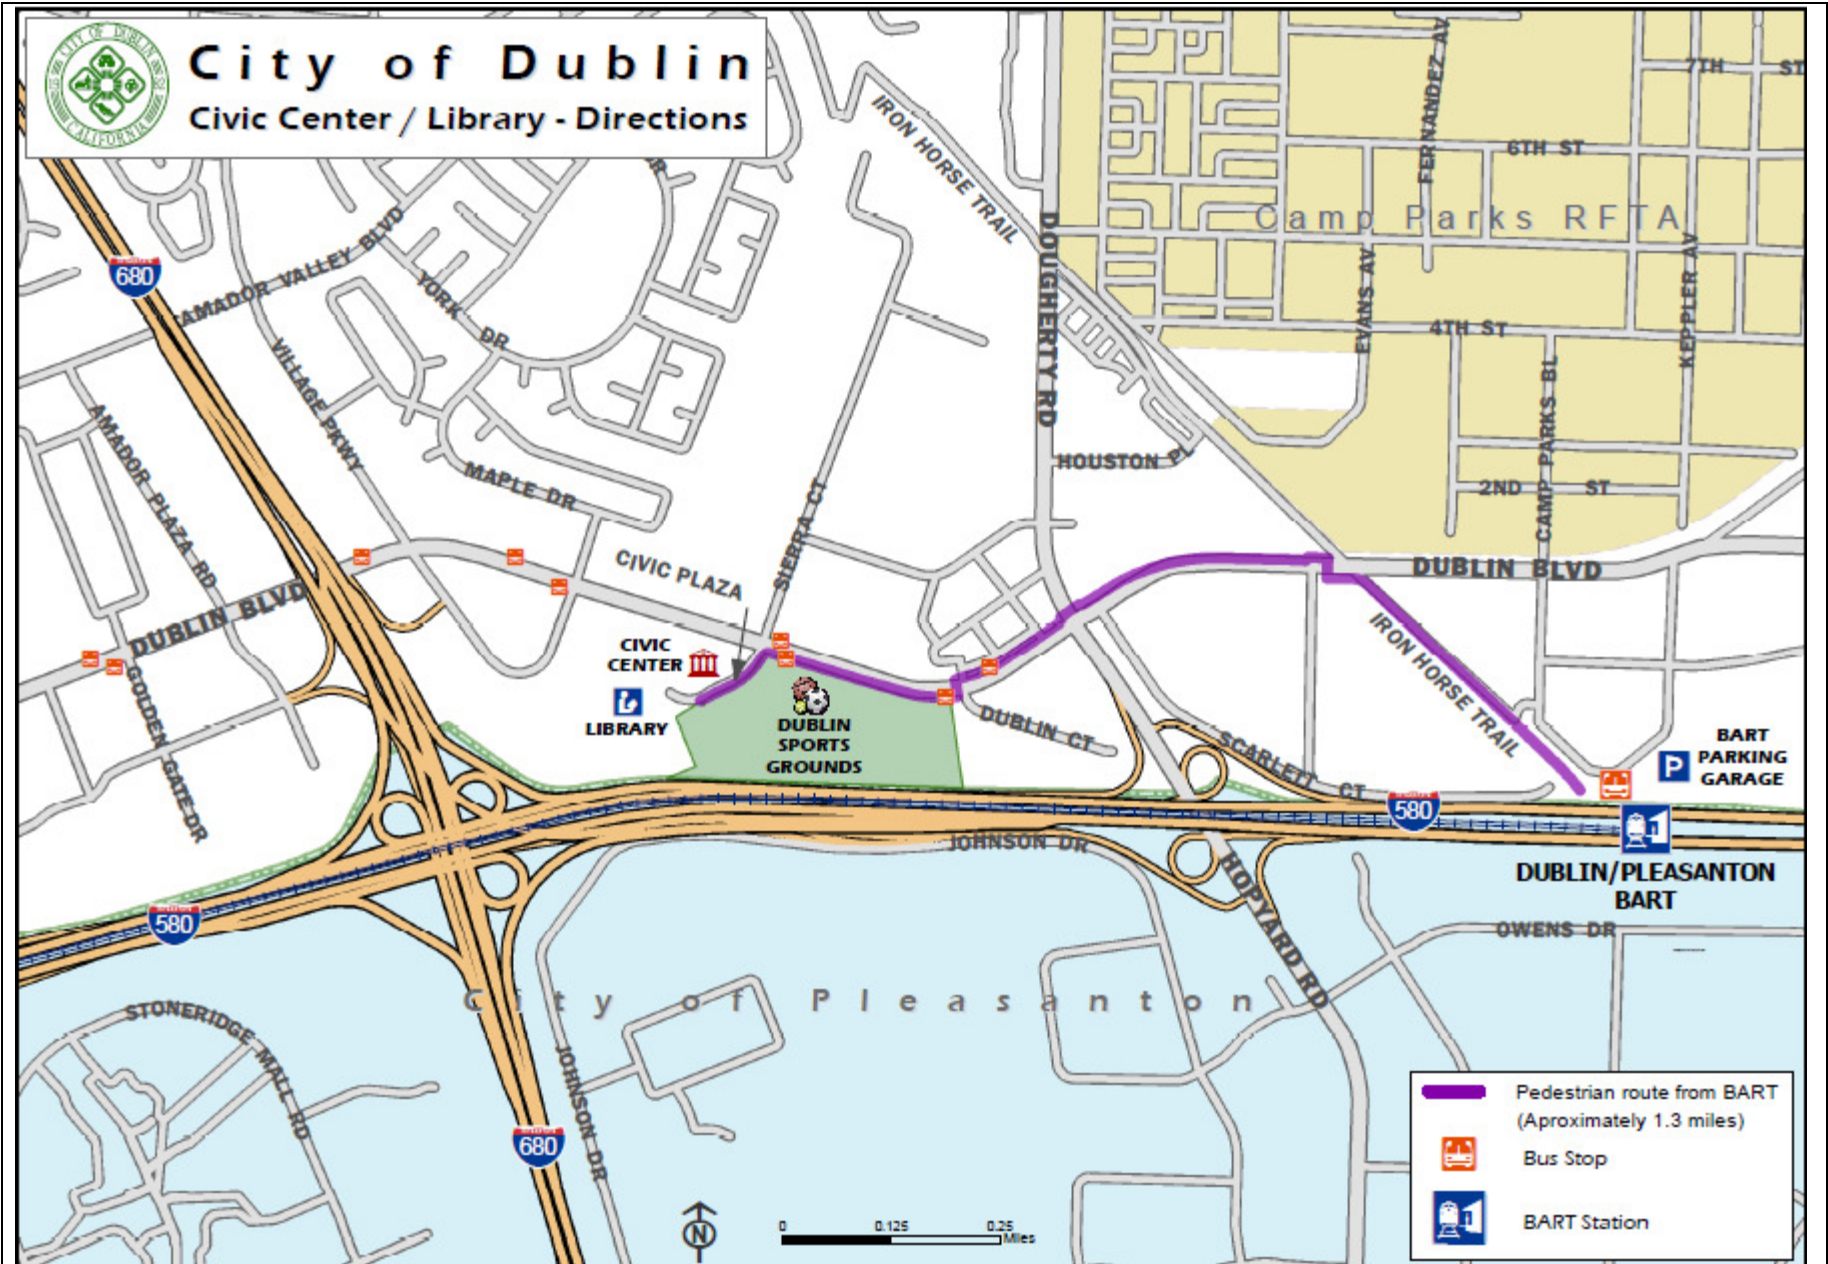 City of Dublin
Civic Center / Library - Directions
CITY OF DUBLIN
CALIFORNIA
IRON HORSE TRAIL
FERNANDEZ AV
7TH ST
6TH ST
Camp Parks RFTA
680
AMADOR VALLEY BLVD
YORK DR
DOUGHERTY RD
EVANS AV
4TH ST
KEPPLER AV
VILLAGE PKWY
AMADOR PLAZA RD
MAPLE DR
HOUSTON PL
CAMP PARKS BL
2ND ST
SIERRA CT
CIVIC PLAZA
DUBLIN BLVD
DUBLIN BLVD
CIVIC
CENTER
LIBRARY
DUBLIN
SPORTS
GROUNDS
DUBLIN CT
IRON HORSE TRAIL
SCARLETT CT
GOLDEN GATE DR
P
BART
PARKING
GARAGE
580
580
JOHNSON DR
HOPYARD RD
DUBLIN/PLEASANTON
BART
OWENS DR
City of Pleasanton
STONERIDGE MALL RD
JOHNSON DR
680
N
0 0.125 0.25
Miles
Pedestrian route from BART
(Aproximately 1.3 miles)
Bus Stop
BART Station